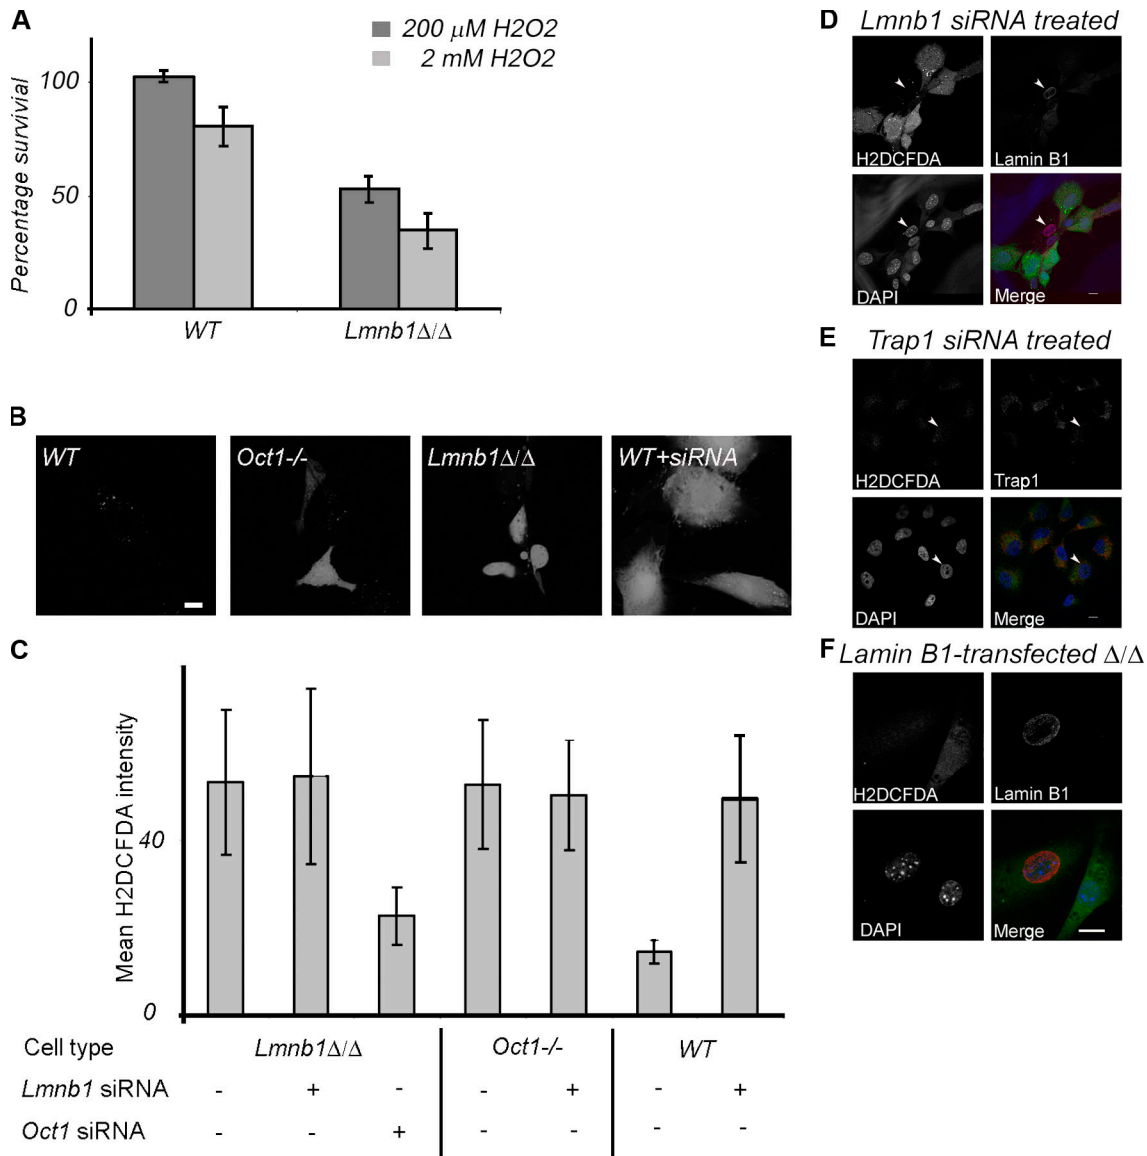 A
200 µM H2O2
2 mM H2O2
Percentage survivial
100
50
0
WT
Lmnb1Δ/Δ
B
WT
Oct1-/-
Lmnb1Δ/Δ
WT+siRNA
C
Mean H2DCFDA intensity
40
0
Cell type
Lmnb1Δ/Δ
Oct1-/-
WT
Lmnb1 siRNA
- + - - + - +
Oct1 siRNA
- - + - - - -
D
Lmnb1 siRNA treated
H2DCFDA
Lamin B1
DAPI
Merge
E
Trap1 siRNA treated
H2DCFDA
Trap1
DAPI
Merge
F
Lamin B1-transfected Δ/Δ
H2DCFDA
Lamin B1
DAPI
Merge